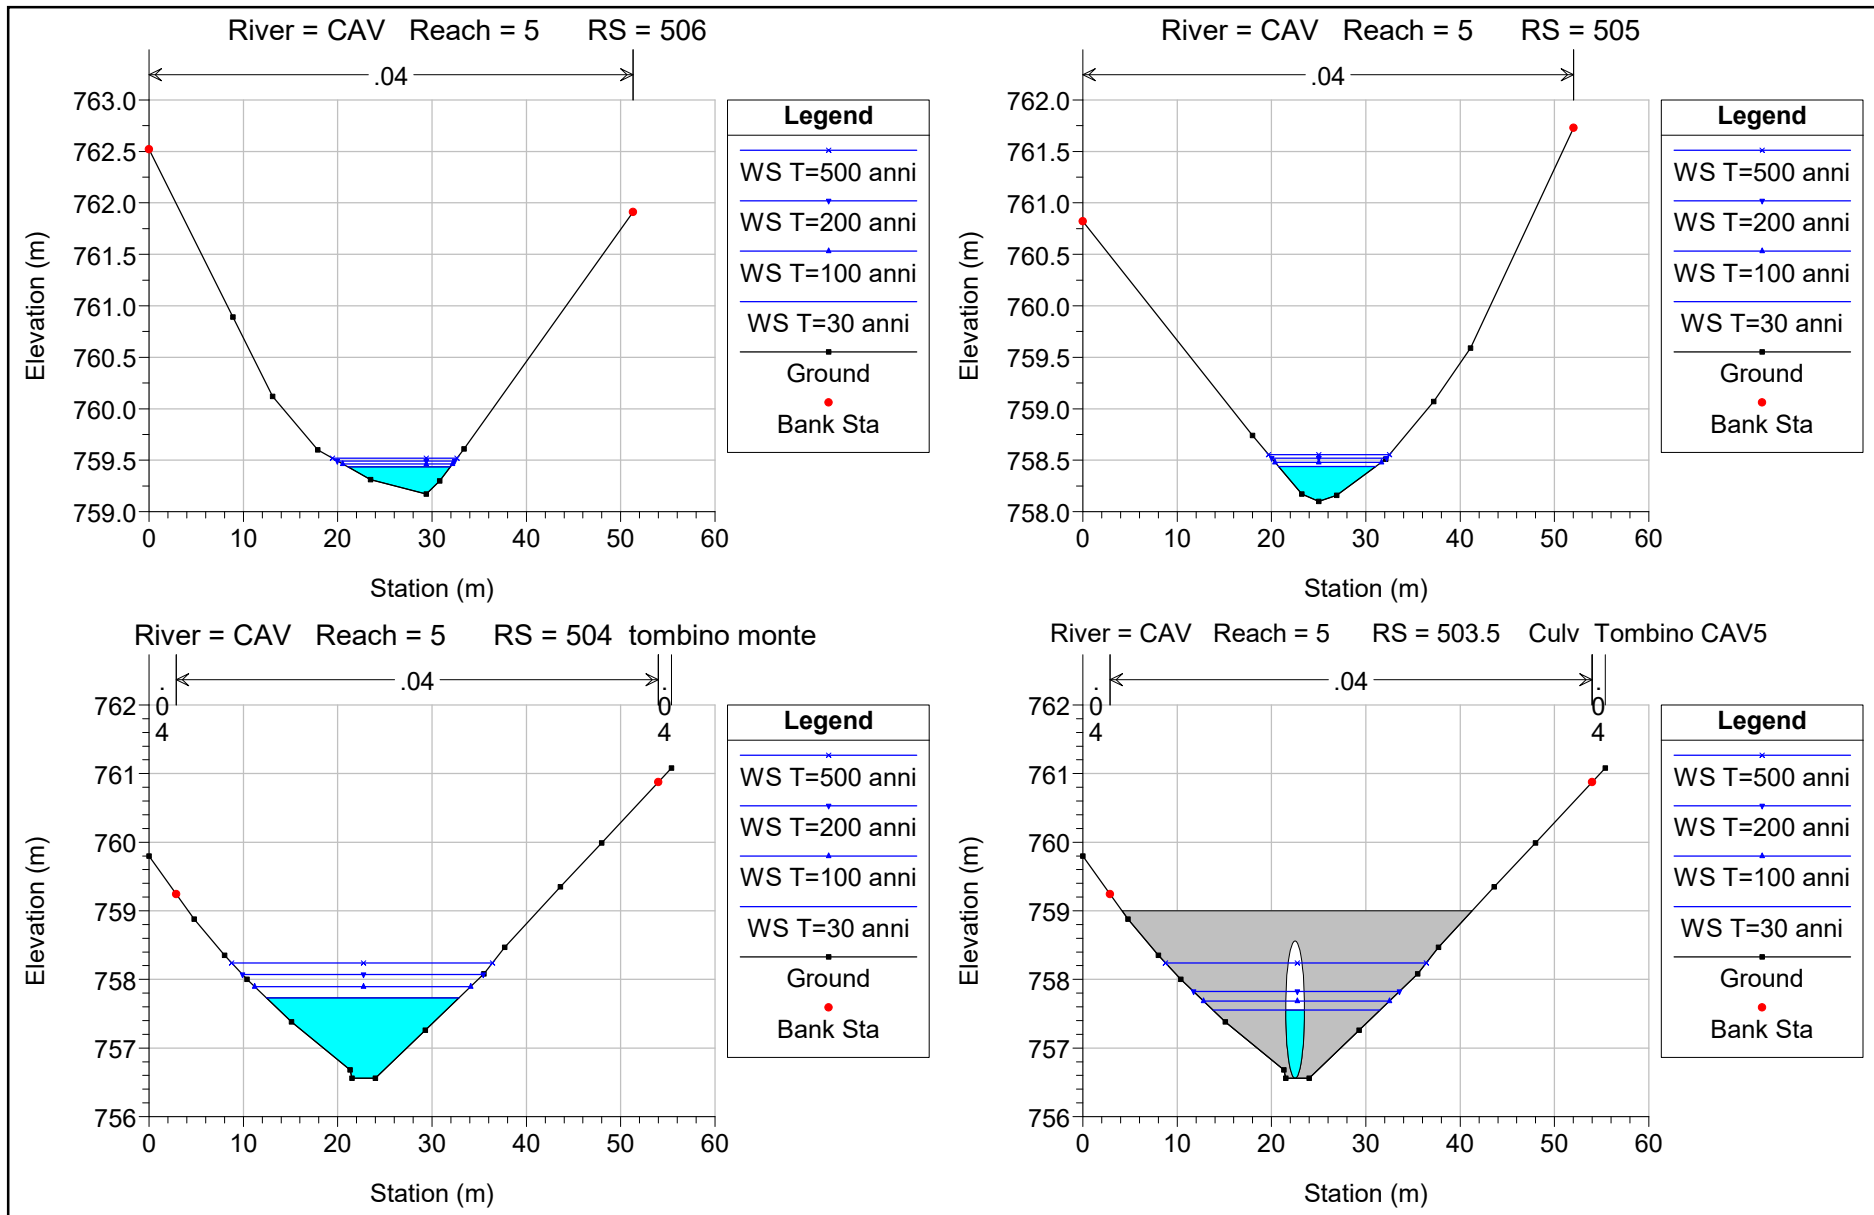 River = CAV Reach = 5 RS = 506
.04
763.0
762.5
762.0
761.5
761.0
760.5
760.0
759.5
759.0
Elevation (m)
0 10 20 30 40 50 60
Station (m)
Legend
WS T=500 anni
WS T=200 anni
WS T=100 anni
WS T=30 anni
Ground
Bank Sta
River = CAV Reach = 5 RS = 505
.04
762.0
761.5
761.0
760.5
760.0
759.5
759.0
758.5
758.0
Elevation (m)
0 10 20 30 40 50 60
Station (m)
Legend
WS T=500 anni
WS T=200 anni
WS T=100 anni
WS T=30 anni
Ground
Bank Sta
River = CAV Reach = 5 RS = 504 tombino monte
.04
.04
.04
762
761
760
759
758
757
756
Elevation (m)
0 10 20 30 40 50 60
Station (m)
Legend
WS T=500 anni
WS T=200 anni
WS T=100 anni
WS T=30 anni
Ground
Bank Sta
River = CAV Reach = 5 RS = 503.5 Culv Tombino CAV5
.04
.04
.04
762
761
760
759
758
757
756
Elevation (m)
0 10 20 30 40 50 60
Station (m)
Legend
WS T=500 anni
WS T=200 anni
WS T=100 anni
WS T=30 anni
Ground
Bank Sta